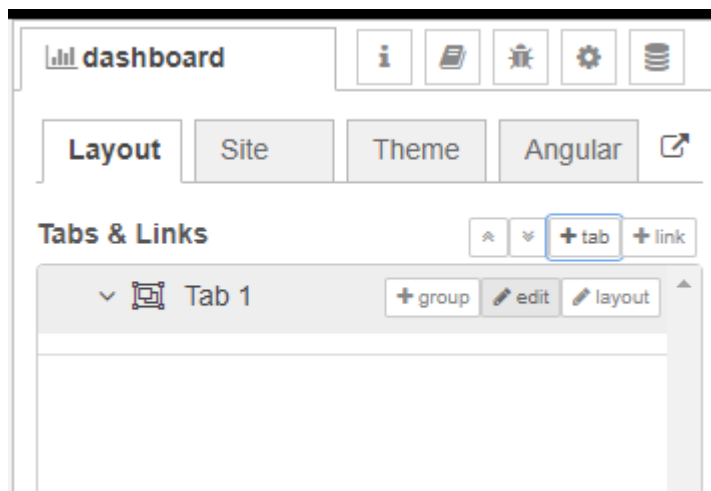 dashboard i
Layout Site Theme Angular
Tabs & Links + tab + link
Tab 1 + group edit layout